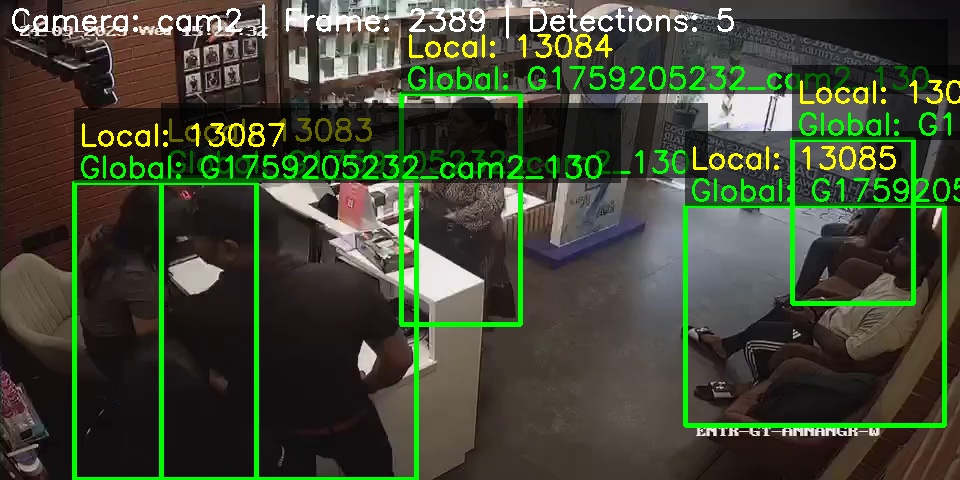 Camera: cam2 | Frame: 2389 | Detections: 5
Local: 13084
Global: G1759205232_cam2_130
Local: 130
Global: G1
Local: 13087
Local: 13083
Global: G1759205232_cam2_130
Local: 13085
Global: G1759205
ENTR-GT-ANNANGR-W